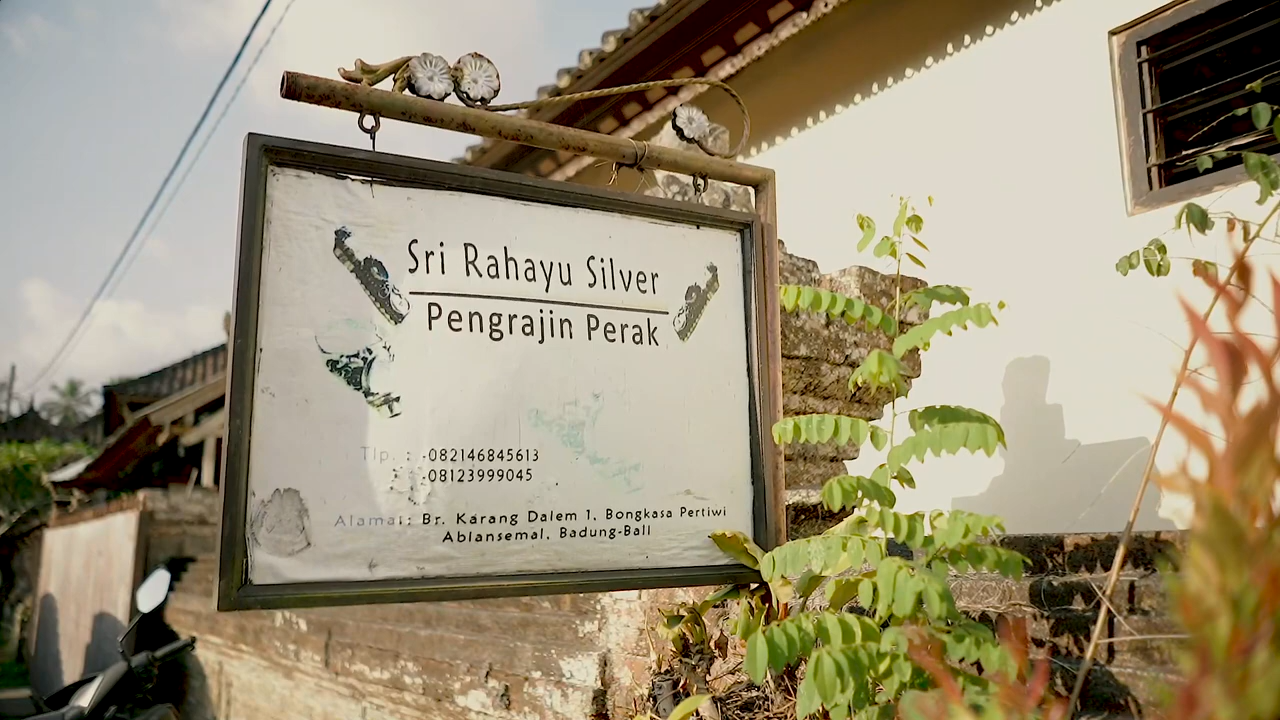 Sri Rahayu Silver
Pengrajin Perak
Tlp. : -082146845613
: -08123999045
Alamat: Br. Karang Dalem 1, Bongkasa Pertiwi
Abiansemal, Badung-Bali